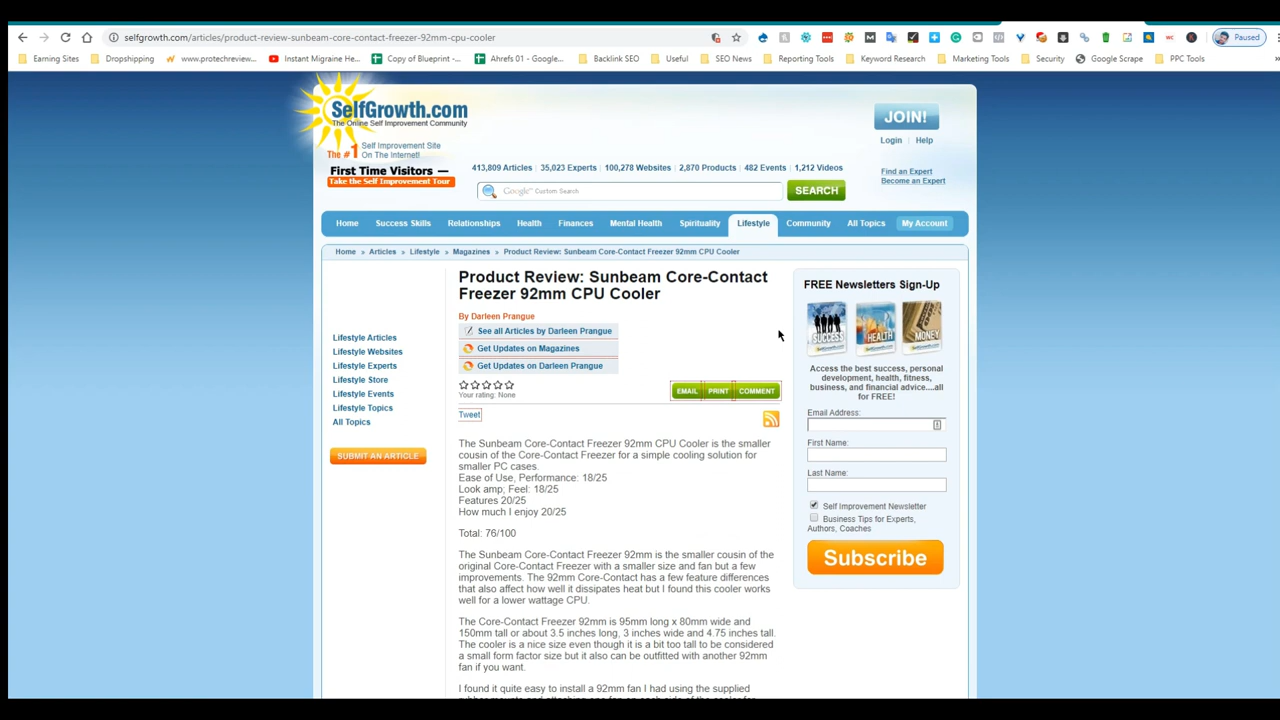 selfgrowth.com/articles/product-review-sunbeam-core-contact-freezer-92mm-cpu-cooler
Paused
Earning Sites
Dropshipping
www.protechreview...
Instant Migraine He...
Copy of Blueprint -...
Ahrefs 01 - Google...
Backlink SEO
Useful
SEO News
Reporting Tools
Keyword Research
Marketing Tools
Security
Google Scrape
PPC Tools
SelfGrowth.com
The Online Self Improvement Community
The #1 Self Improvement Site
On The Internet!
First Time Visitors —
Take the Self Improvement Tour
JOIN!
Login | Help
413,809 Articles | 35,023 Experts | 100,278 Websites | 2,870 Products | 482 Events | 1,212 Videos
Find an Expert
Become an Expert
Google Custom Search
SEARCH
Home Success Skills Relationships Health Finances Mental Health Spirituality Lifestyle Community All Topics My Account
Home » Articles » Lifestyle » Magazines » Product Review: Sunbeam Core-Contact Freezer 92mm CPU Cooler
Lifestyle Articles
Lifestyle Websites
Lifestyle Experts
Lifestyle Store
Lifestyle Events
Lifestyle Topics
All Topics
SUBMIT AN ARTICLE
Product Review: Sunbeam Core-Contact
Freezer 92mm CPU Cooler
By Darleen Prangue
See all Articles by Darleen Prangue
Get Updates on Magazines
Get Updates on Darleen Prangue
Your rating: None
EMAIL PRINT COMMENT
Tweet
The Sunbeam Core-Contact Freezer 92mm CPU Cooler is the smaller
cousin of the Core-Contact Freezer for a simple cooling solution for
smaller PC cases.
Ease of Use, Performance: 18/25
Look amp; Feel: 18/25
Features 20/25
How much I enjoy 20/25
Total: 76/100
The Sunbeam Core-Contact Freezer 92mm is the smaller cousin of the
original Core-Contact Freezer with a smaller size and fan but a few
improvements. The 92mm Core-Contact has a few feature differences
that also affect how well it dissipates heat but I found this cooler works
well for a lower wattage CPU.
The Core-Contact Freezer 92mm is 95mm long x 80mm wide and
150mm tall or about 3.5 inches long, 3 inches wide and 4.75 inches tall.
The cooler is a nice size even though it is a bit too tall to be considered
a small form factor size but it also can be outfitted with another 92mm
fan if you want.
I found it quite easy to install a 92mm fan I had using the supplied
FREE Newsletters Sign-Up
SUCCESS
HEALTH
MONEY
Access the best success, personal
development, health, fitness,
business, and financial advice....all
for FREE!
Email Address:
First Name:
Last Name:
Self Improvement Newsletter
Business Tips for Experts,
Authors, Coaches
Subscribe